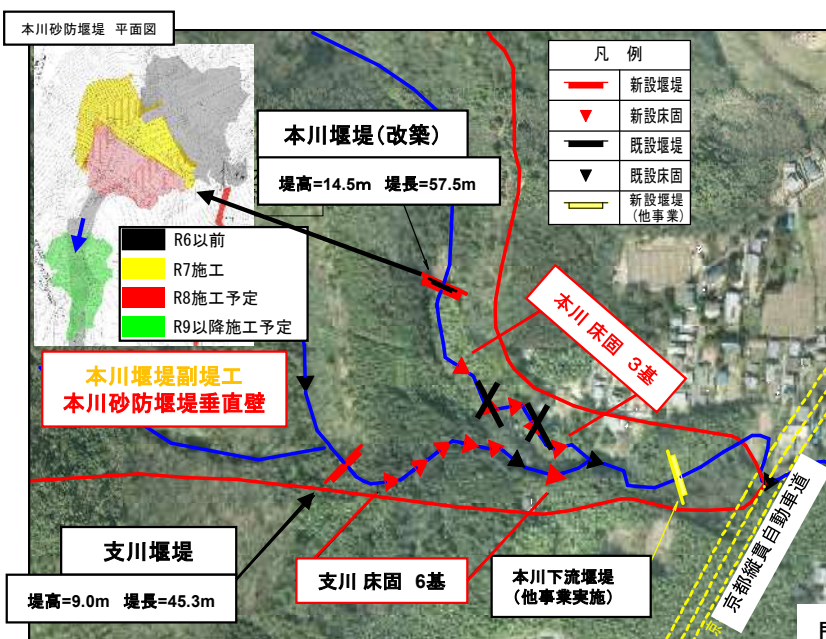 本川砂防堰堤 平面図
凡 例
新設堰堤
新設床固
既設堰堤
既設床固
新設堰堤
(他事業)
本川堰堤(改築)
堤高=14.5m 堤長=57.5m
R6以前
R7施工
R8施工予定
R9以降施工予定
本川 床固 3基
本川堰堤副堤工
本川砂防堰堤垂直壁
支川堰堤
堤高=9.0m 堤長=45.3m
支川 床固 6基
本川下流堰堤
(他事業実施)
京都縦貫自動車道
京